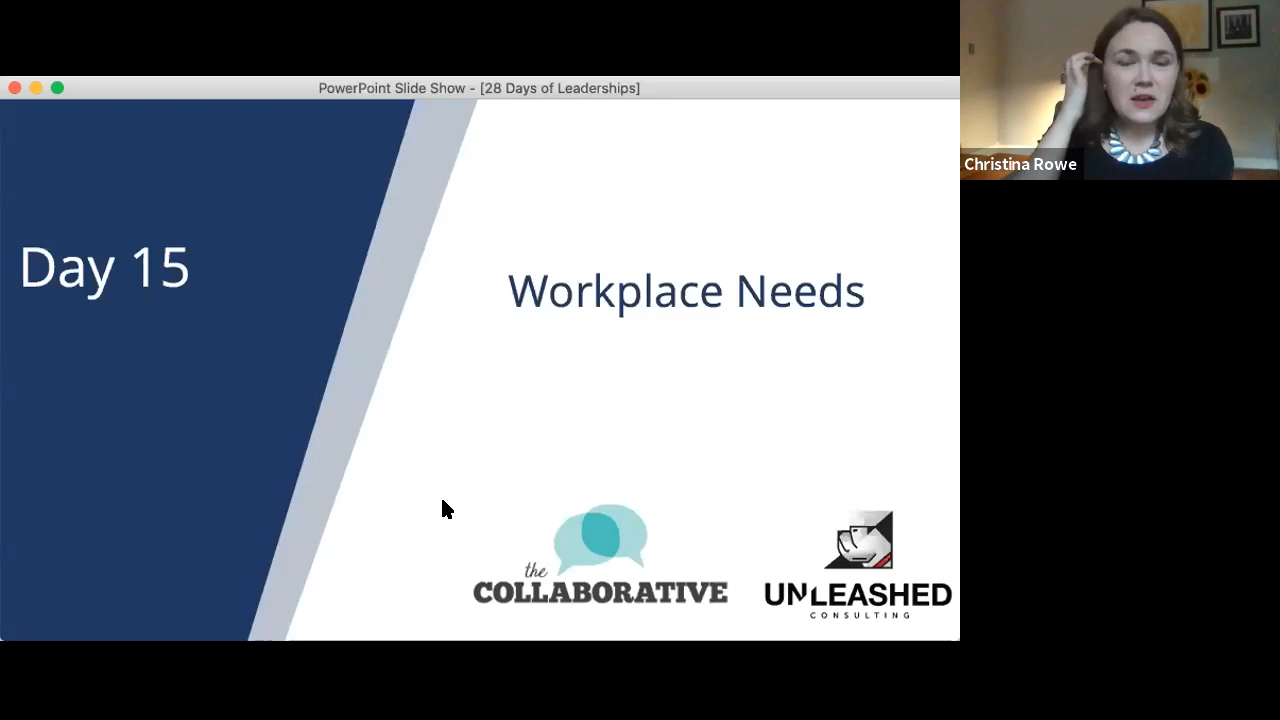 PowerPoint Slide Show - [28 Days of Leaderships]
Christina Rowe
Day 15
Workplace Needs
the
COLLABORATIVE
UNLEASHED
CONSULTING